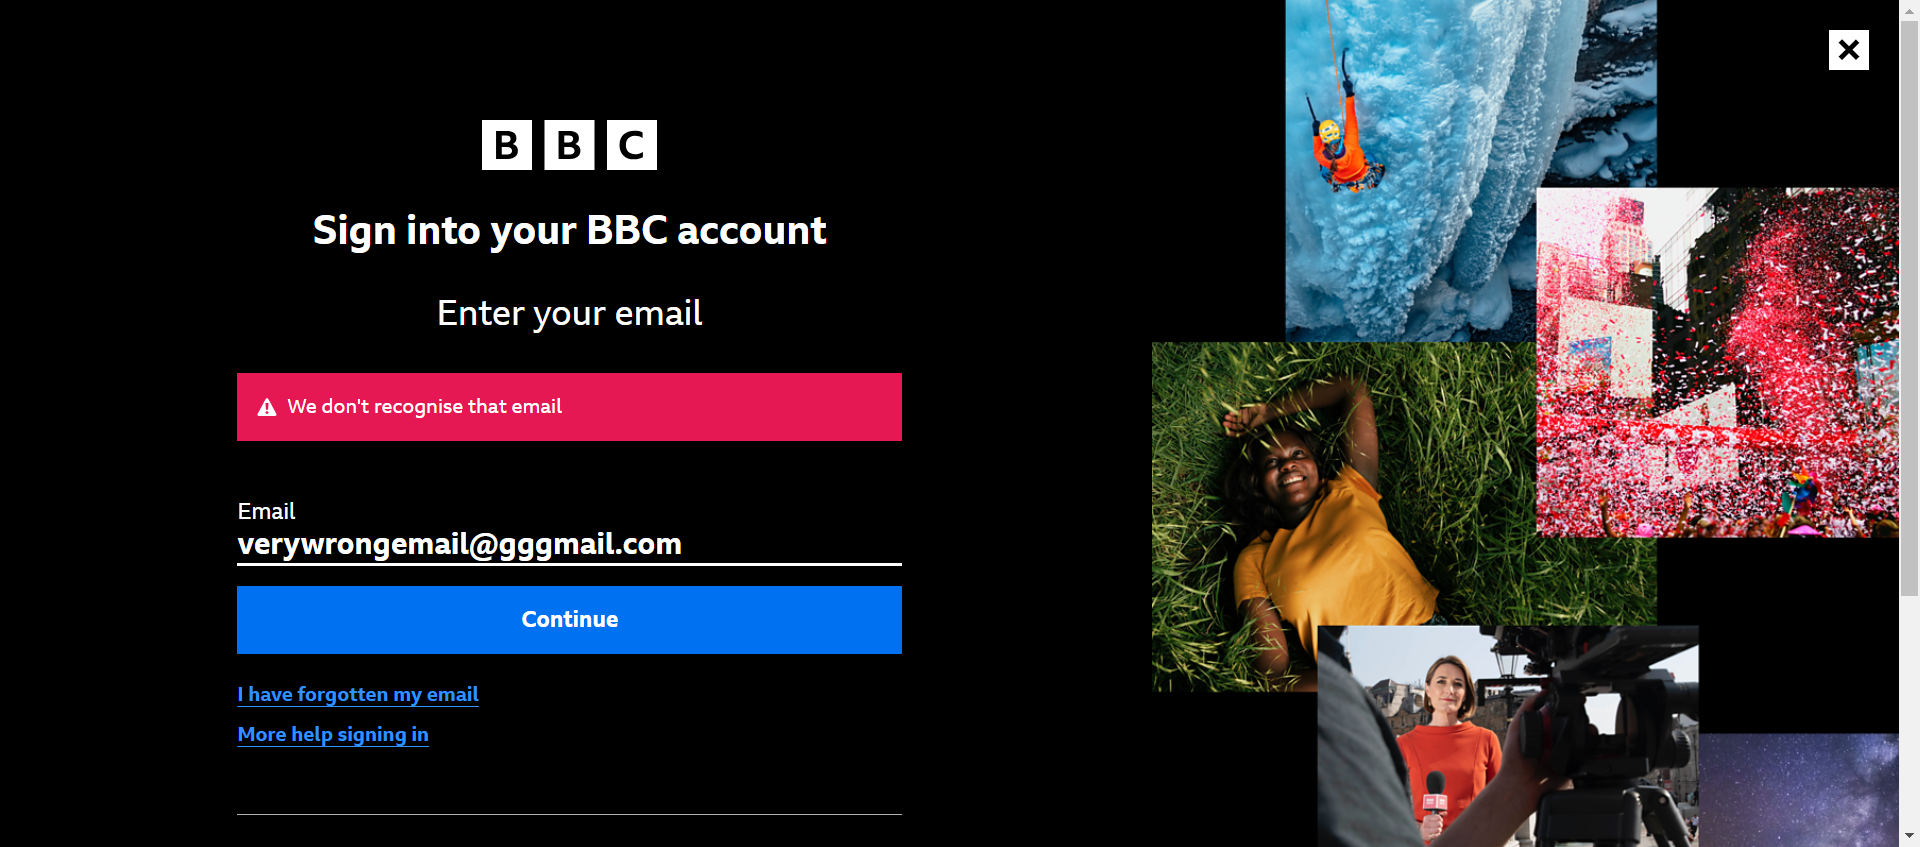 BBC
Sign into your BBC account
Enter your email
We don't recognise that email
Email
verywrongemail@gggmail.com
Continue
I have forgotten my email
More help signing in